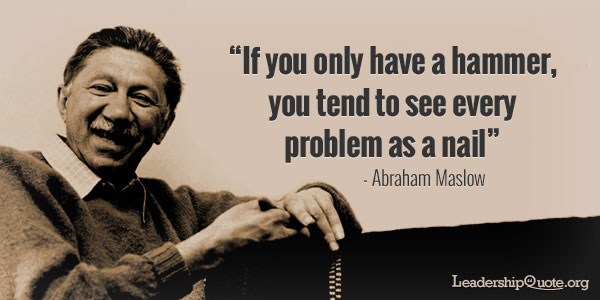 “If you only have a hammer,
you tend to see every
problem as a nail”
- Abraham Maslow
LeadershipQuote.org